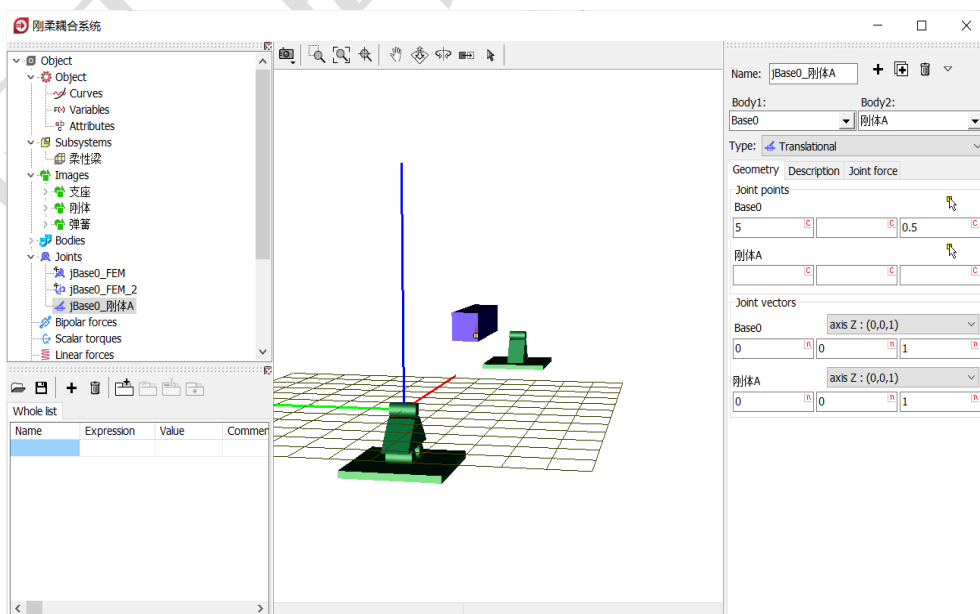 刚柔耦合系统
Object
Object
Curves
F(x) Variables
Attributes
Subsystems
柔性梁
Images
支座
刚体
弹簧
Bodies
Joints
jBase0_FEM
jBase0_FEM_2
jBase0_刚体A
Bipolar forces
Scalar torques
Linear forces
Whole list
Name Expression Value Commer
Name: jBase0_刚体A
Body1: Body2:
Base0 刚体A
Type: Translational
Geometry Description Joint force
Joint points
Base0
5 C C 0.5 C
刚体A
C C C
Joint vectors
Base0 axis Z : (0,0,1)
0 n 0 n 1 n
刚体A axis Z : (0,0,1)
0 n 0 n 1 n